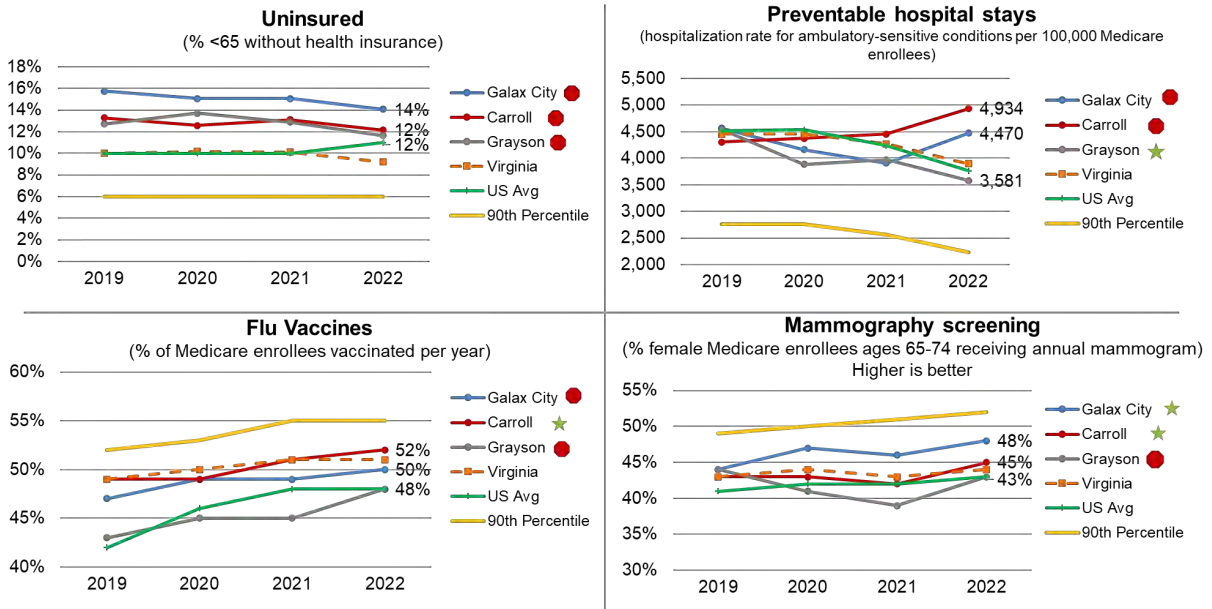 Uninsured
(% <65 without health insurance)
18%
16%
14%
12%
10%
8%
6%
4%
2%
0%
2019 2020 2021 2022
14%
12%
12%
Galax City
Carroll
Grayson
Virginia
US Avg
90th Percentile
Preventable hospital stays
(hospitalization rate for ambulatory-sensitive conditions per 100,000 Medicare
enrollees)
5,500
5,000
4,500
4,000
3,500
3,000
2,500
2,000
2019 2020 2021 2022
4,934
4,470
3,581
Galax City
Carroll
Grayson
Virginia
US Avg
90th Percentile
Flu Vaccines
(% of Medicare enrollees vaccinated per year)
60%
55%
50%
45%
40%
2019 2020 2021 2022
52%
50%
48%
Galax City
Carroll
Grayson
Virginia
US Avg
90th Percentile
Mammography screening
(% female Medicare enrollees ages 65-74 receiving annual mammogram)
Higher is better
55%
50%
45%
40%
35%
30%
2019 2020 2021 2022
48%
45%
43%
Galax City
Carroll
Grayson
Virginia
US Avg
90th Percentile